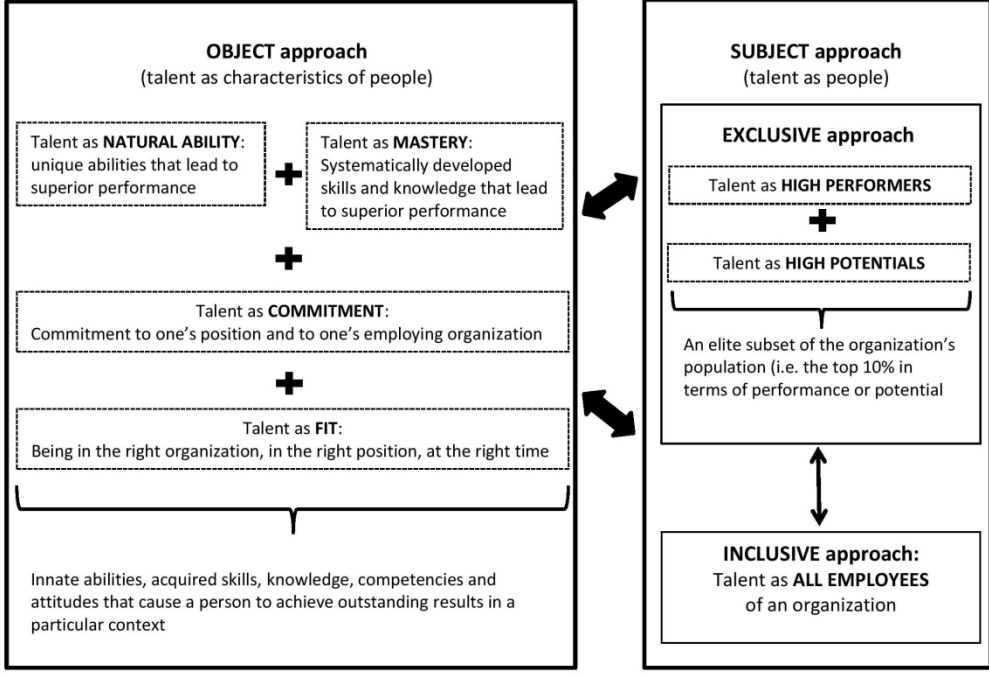 OBJECT approach
(talent as characteristics of people)
Talent as NATURAL ABILITY:
unique abilities that lead to
superior performance
Talent as MASTERY:
Systematically developed
skills and knowledge that lead
to superior performance
Talent as COMMITMENT:
Commitment to one’s position and to one’s employing organization
Talent as FIT:
Being in the right organization, in the right position, at the right time
Innate abilities, acquired skills, knowledge, competencies and
attitudes that cause a person to achieve outstanding results in a
particular context
SUBJECT approach
(talent as people)
EXCLUSIVE approach
Talent as HIGH PERFORMERS
Talent as HIGH POTENTIALS
An elite subset of the organization’s
population (i.e. the top 10% in
terms of performance or potential
INCLUSIVE approach:
Talent as ALL EMPLOYEES
of an organization